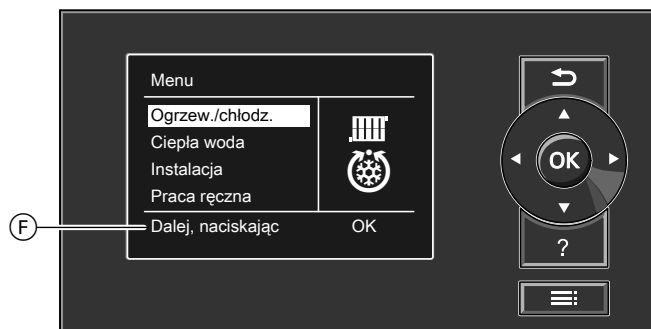 Menu
Ogrzew./chłodz.
Ciepła woda
Instalacja
Praca ręczna
Dalej, naciskając OK
F
OK
?